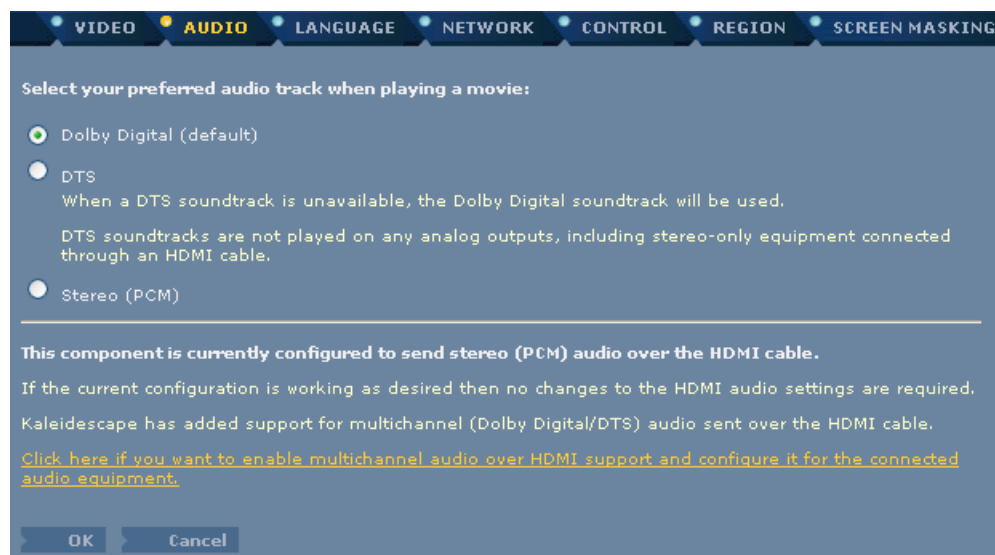 VIDEO AUDIO LANGUAGE NETWORK CONTROL REGION SCREEN MASKING
Select your preferred audio track when playing a movie:
Dolby Digital (default)
DTS
When a DTS soundtrack is unavailable, the Dolby Digital soundtrack will be used.
DTS soundtracks are not played on any analog outputs, including stereo-only equipment connected
through an HDMI cable.
Stereo (PCM)
This component is currently configured to send stereo (PCM) audio over the HDMI cable.
If the current configuration is working as desired then no changes to the HDMI audio settings are required.
Kaleidescape has added support for multichannel (Dolby Digital/DTS) audio sent over the HDMI cable.
Click here if you want to enable multichannel audio over HDMI support and configure it for the connected
audio equipment.
OK Cancel